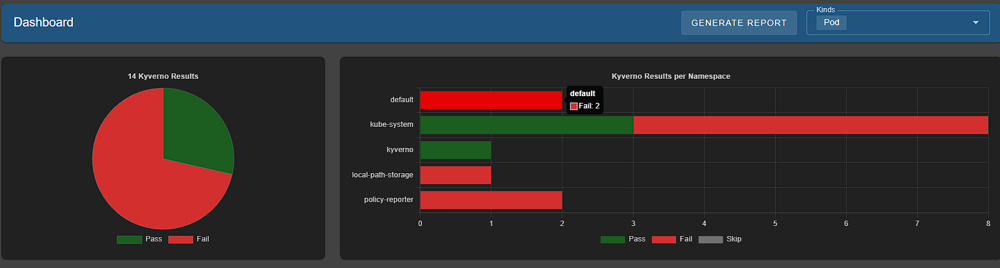 Dashboard
GENERATE REPORT
Kinds
Pod
14 Kyverno Results
Pass Fail
Kyverno Results per Namespace
default
default
Fail: 2
kube-system
kyverno
local-path-storage
policy-reporter
0 1 2 3 4 5 6 7 8
Pass Fail Skip